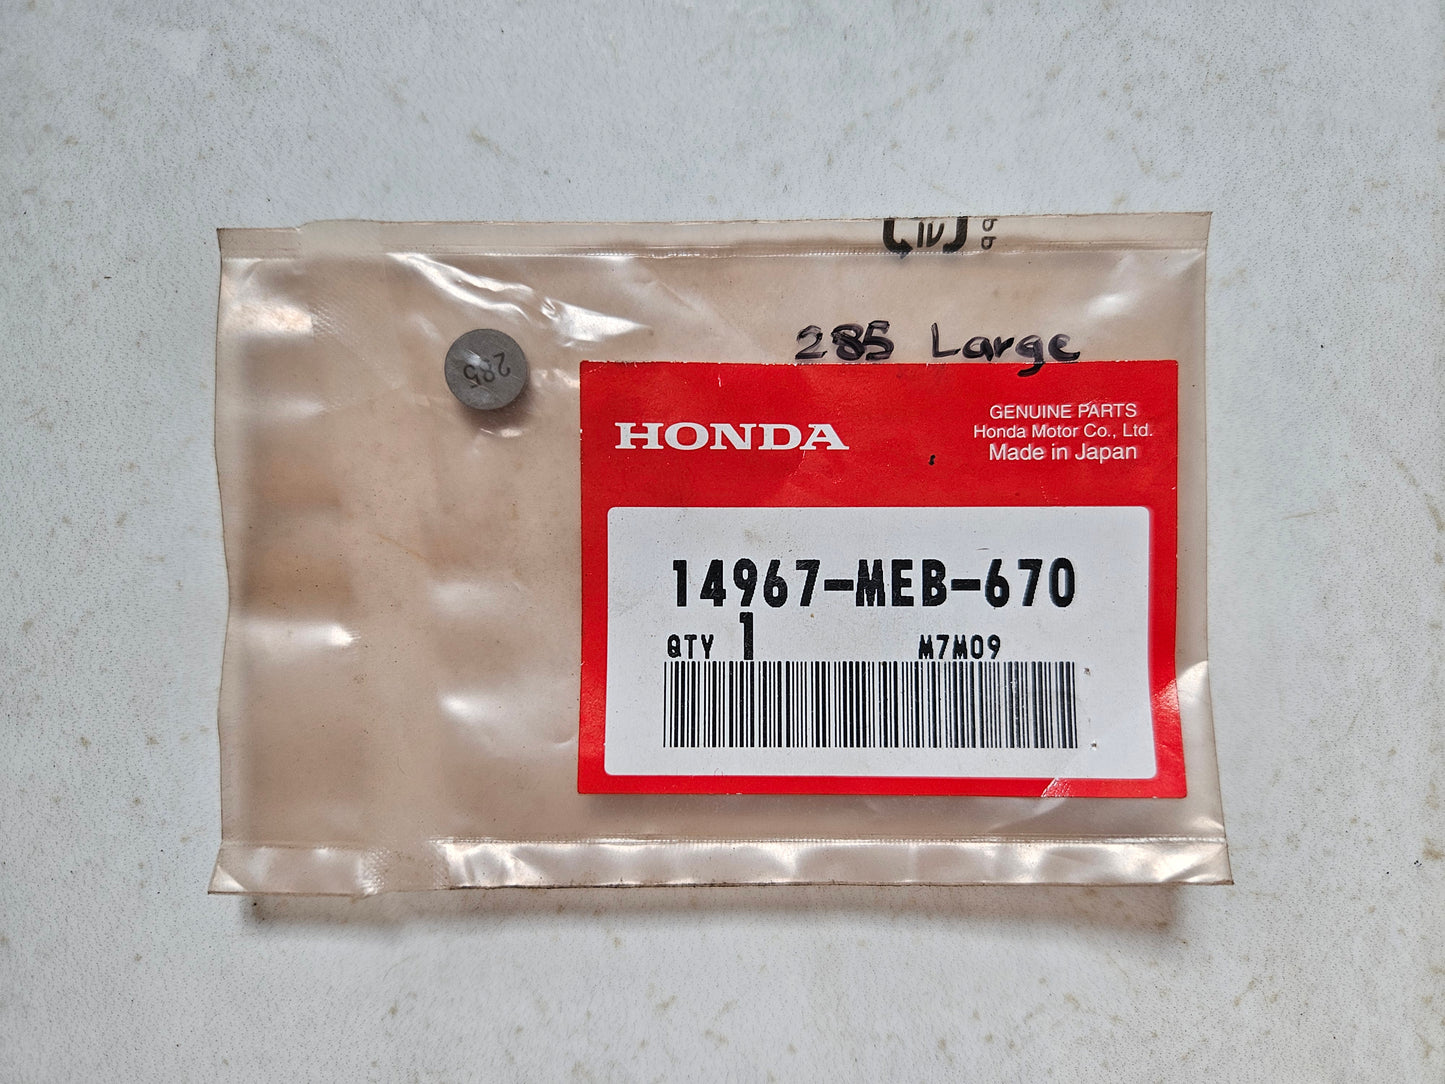 285 Large
285
HONDA
GENUINE PARTS
Honda Motor Co., Ltd.
Made in Japan
14967-MEB-670
QTY 1 M7M09